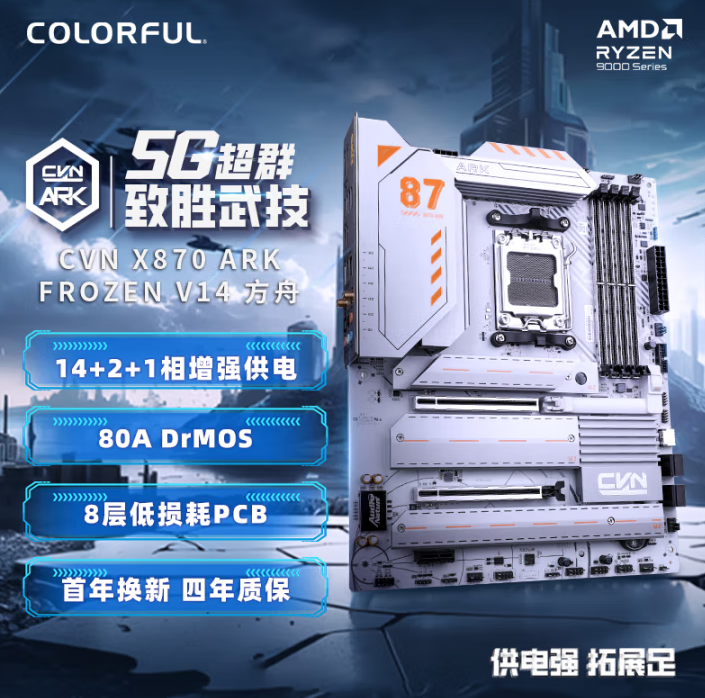 COLORFUL
AMD
RYZEN
9000 Series
CVN
ARK
5G超群
致胜武技
CVN X870 ARK
FROZEN V14 方舟
14+2+1相增强供电
80A DrMOS
8层低损耗PCB
首年换新 四年质保
ARK
87
CVN
供电强 拓展足